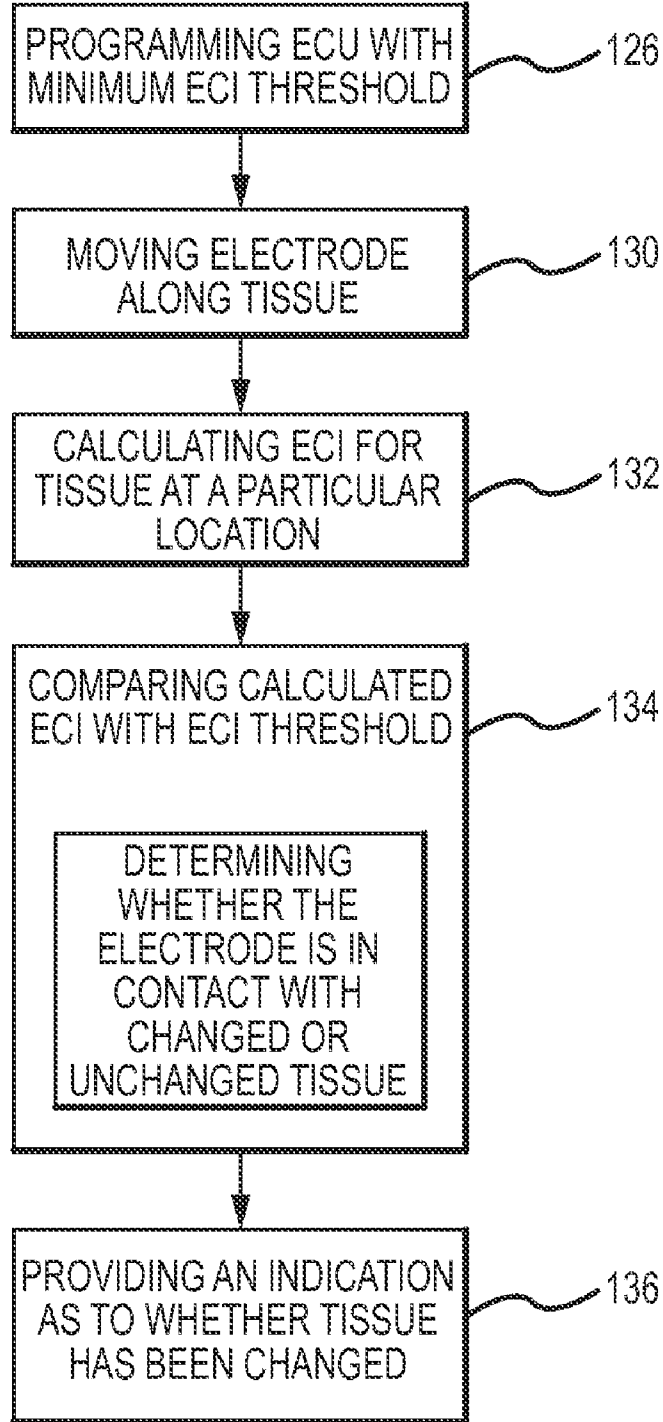 PROGRAMMING ECU WITH
MINIMUM ECI THRESHOLD
126
MOVING ELECTRODE
ALONG TISSUE
130
CALCULATING ECI FOR
TISSUE AT A PARTICULAR
LOCATION
132
COMPARING CALCULATED
ECI WITH ECI THRESHOLD
134
DETERMINING
WHETHER THE
ELECTRODE IS IN
CONTACT WITH
CHANGED OR
UNCHANGED TISSUE
PROVIDING AN INDICATION
AS TO WHETHER TISSUE
HAS BEEN CHANGED
136